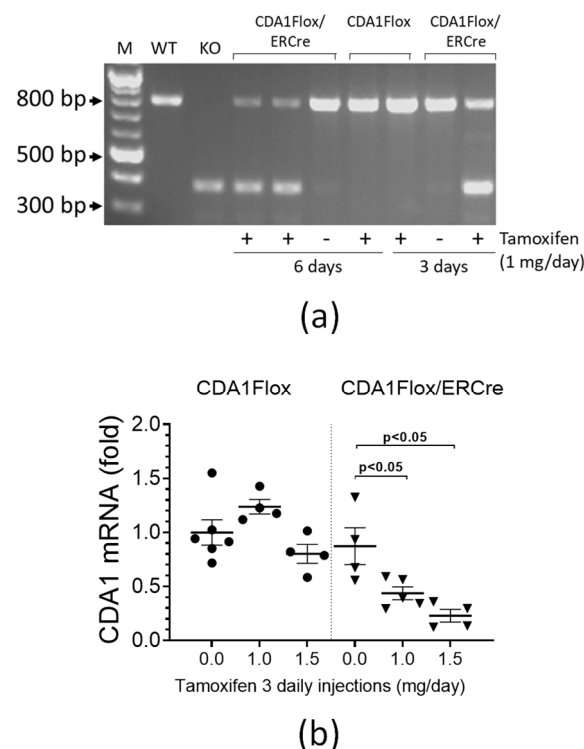 CDA1Flox/ CDA1Flox CDA1Flox/
M WT KO ERCre ERCre
800 bp
500 bp
300 bp
+ + - + + - + Tamoxifen
6 days 3 days (1 mg/day)
(a)
CDA1Flox CDA1Flox/ERCre
CDA1 mRNA (fold)
2.0
p<0.05
1.5
p<0.05
1.0
0.5
0.0
0.0 1.0 1.5 0.0 1.0 1.5
Tamoxifen 3 daily injections (mg/day)
(b)